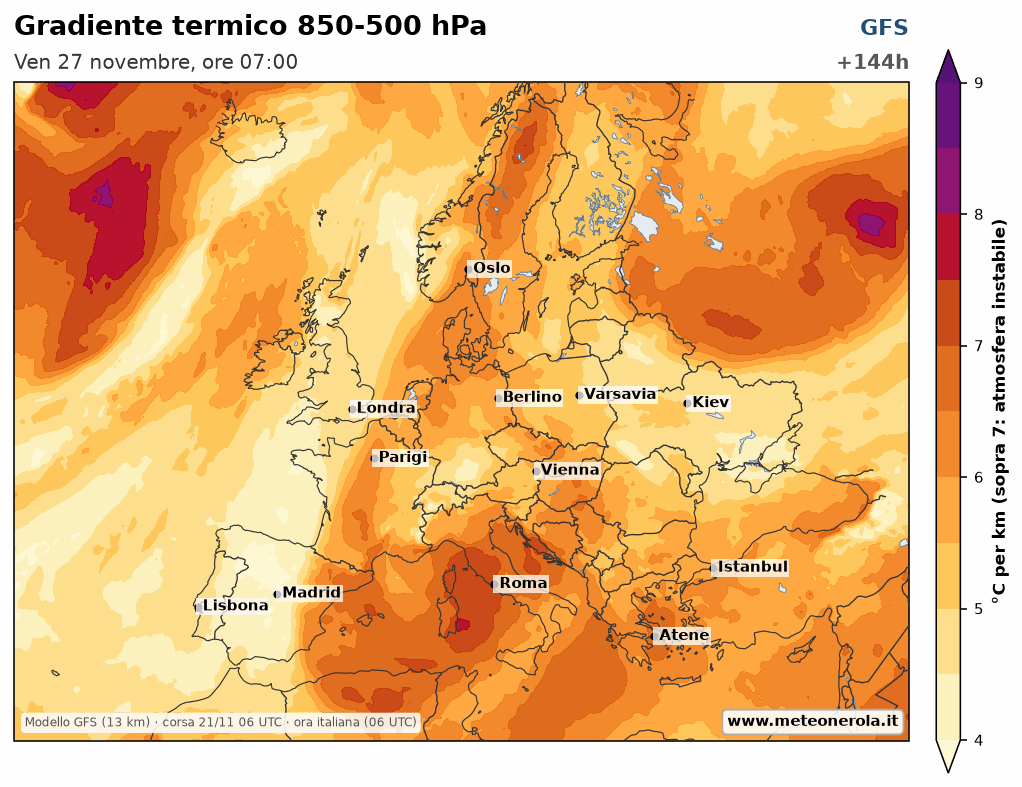 Gradiente termico 850-500 hPa
GFS
Ven 27 novembre, ore 07:00
+144h
9
8
7
6
5
4
°C per km (sopra 7: atmosfera instabile)
Oslo
Berlino
Varsavia
Kiev
Londra
Parigi
Vienna
Istanbul
Roma
Madrid
Lisbona
Atene
Modello GFS (13 km) · corsa 21/11 06 UTC · ora italiana (06 UTC)
www.meteonerola.it